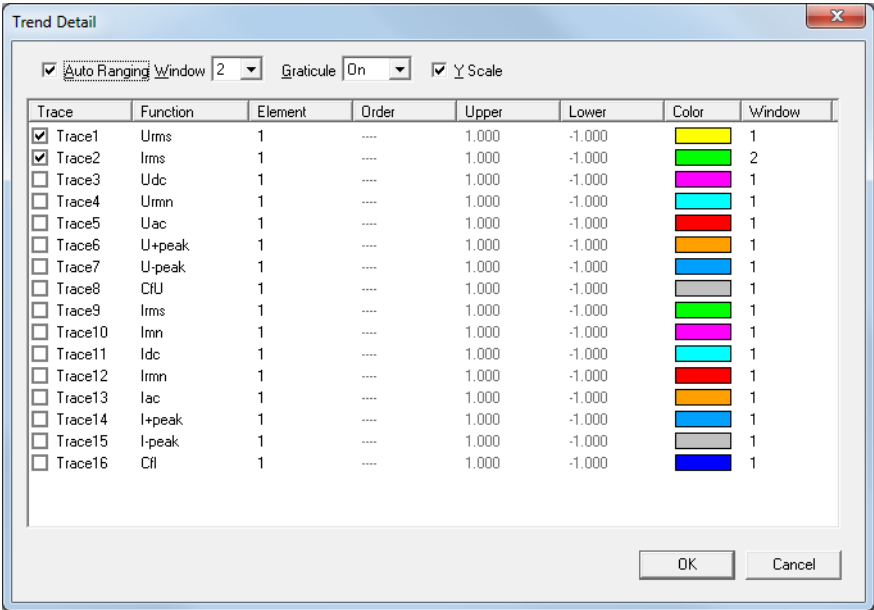 Trend Detail
Auto Ranging Window 2 Graticule On Y Scale
Trace Function Element Order Upper Lower Color Window
Trace1 Urms 1 ---- 1.000 -1.000 1
Trace2 Irms 1 ---- 1.000 -1.000 2
Trace3 Udc 1 ---- 1.000 -1.000 1
Trace4 Urmn 1 ---- 1.000 -1.000 1
Trace5 Uac 1 ---- 1.000 -1.000 1
Trace6 U+peak 1 ---- 1.000 -1.000 1
Trace7 U-peak 1 ---- 1.000 -1.000 1
Trace8 CfU 1 ---- 1.000 -1.000 1
Trace9 Irms 1 ---- 1.000 -1.000 1
Trace10 Imn 1 ---- 1.000 -1.000 1
Trace11 Idc 1 ---- 1.000 -1.000 1
Trace12 Irmn 1 ---- 1.000 -1.000 1
Trace13 Iac 1 ---- 1.000 -1.000 1
Trace14 I+peak 1 ---- 1.000 -1.000 1
Trace15 I-peak 1 ---- 1.000 -1.000 1
Trace16 CfI 1 ---- 1.000 -1.000 1
OK Cancel